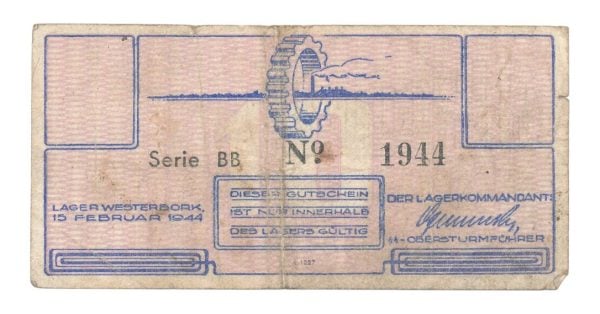 Serie BB Nº 1944
LAGER WESTERBORK,
15 FEBRUAR 1944
DIESER GUTSCHEIN
IST NUR INNERHALB
DES LAGERS GÜLTIG
DER LAGERKOMMANDANT:
SS-OBERSTURMFÜHRER